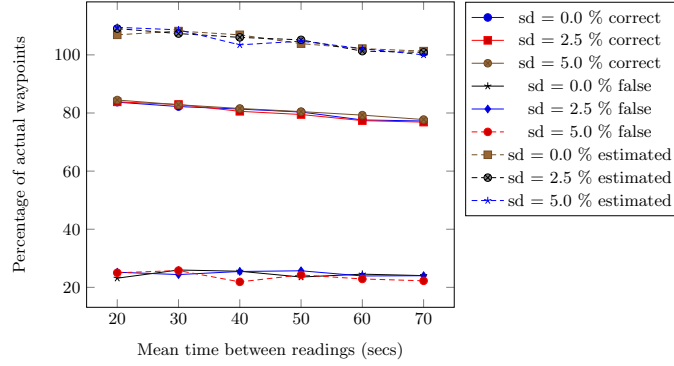 100
80
60
40
20
20 30 40 50 60 70
Percentage of actual waypoints
Mean time between readings (secs)
sd = 0.0 % correct
sd = 2.5 % correct
sd = 5.0 % correct
sd = 0.0 % false
sd = 2.5 % false
sd = 5.0 % false
sd = 0.0 % estimated
sd = 2.5 % estimated
sd = 5.0 % estimated